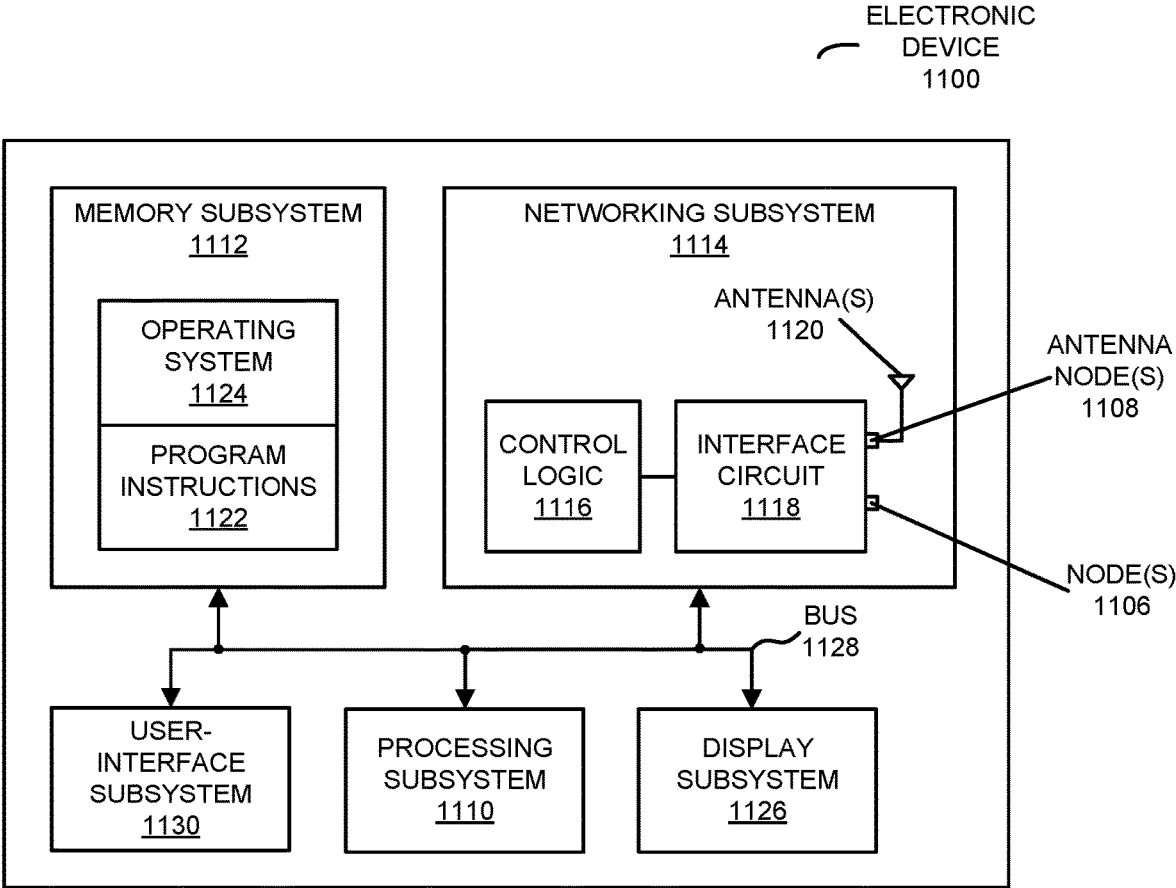 ELECTRONIC
DEVICE
1100
MEMORY SUBSYSTEM
1112
OPERATING
SYSTEM
1124
PROGRAM
INSTRUCTIONS
1122
NETWORKING SUBSYSTEM
1114
ANTENNA(S)
1120
CONTROL
LOGIC
1116
INTERFACE
CIRCUIT
1118
ANTENNA
NODE(S)
1108
NODE(S)
1106
BUS
1128
USER-
INTERFACE
SUBSYSTEM
1130
PROCESSING
SUBSYSTEM
1110
DISPLAY
SUBSYSTEM
1126